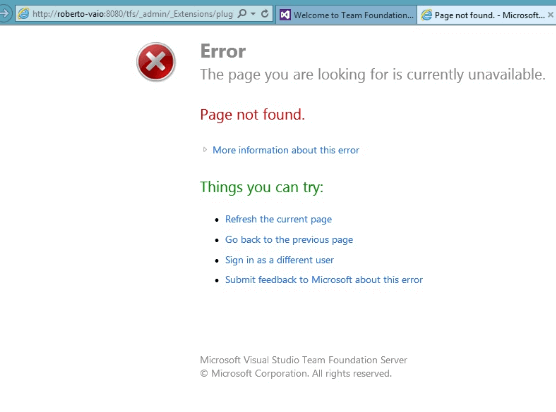 http://roberto-vaio:8080/tfs/_admin/_Extensions/plug
Welcome to Team Foundation...
Page not found. - Microsoft...
Error
The page you are looking for is currently unavailable.
Page not found.
More information about this error
Things you can try:
Refresh the current page
Go back to the previous page
Sign in as a different user
Submit feedback to Microsoft about this error
Microsoft Visual Studio Team Foundation Server
© Microsoft Corporation. All rights reserved.